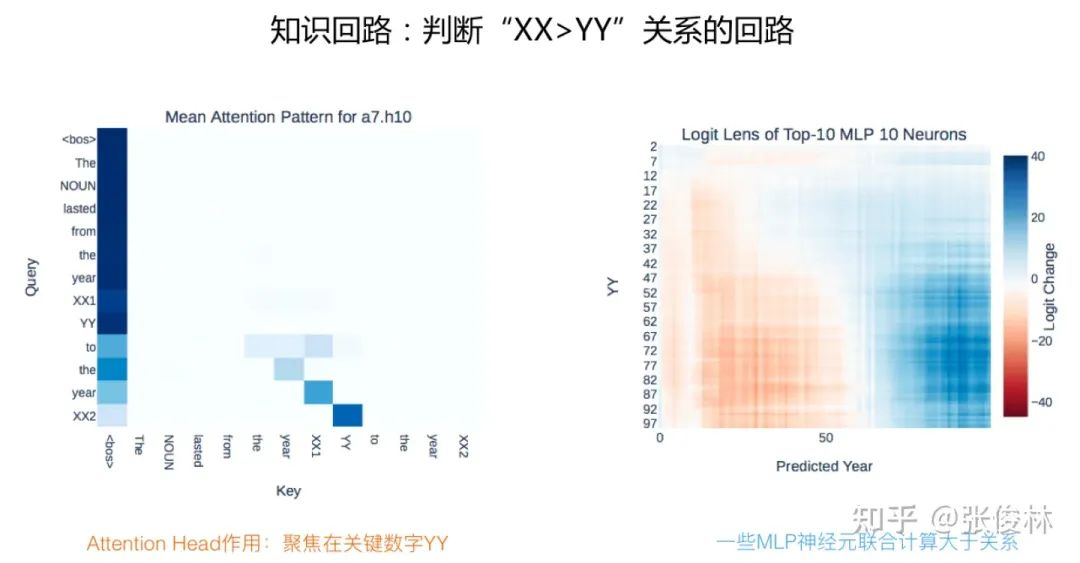 知识回路：判断“XX>YY”关系的回路
Mean Attention Pattern for a7.h10
<bos>
The
NOUN
lasted
from
the
year
XX1
YY
to
the
year
XX2
Query
<bos>
The
NOUN
lasted
from
the
year
XX1
YY
to
the
year
XX2
Key
Attention Head作用：聚焦在关键数字YY
Logit Lens of Top-10 MLP 10 Neurons
2
7
12
17
22
27
32
37
42
47
52
57
62
67
72
77
82
87
92
97
YY
0
50
Predicted Year
40
20
0
−20
−40
Logit Change
一些MLP神经元联合计算大于关系
知乎 @张俊林